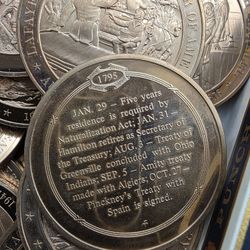 LAFAYET
1795
JAN. 29 – Five years
residence is required by
Naturalization Act; JAN. 31 –
Hamilton retires as Secretary of
the Treasury; AUG. 3 – Treaty of
Greenville concluded with Ohio
Indians; SEP. 5 – Amity treaty
made with Algiers; OCT. 27 –
Pinckney's Treaty with
Spain is signed.